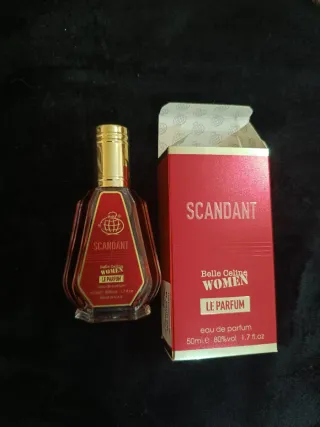 SCANDANT
Belle Celine
WOMEN
LE PARFUM
SCANDANT
Belle Celine
WOMEN
LE PARFUM
eau de parfum
50ml.e 80%vol 1.7 fl.oz